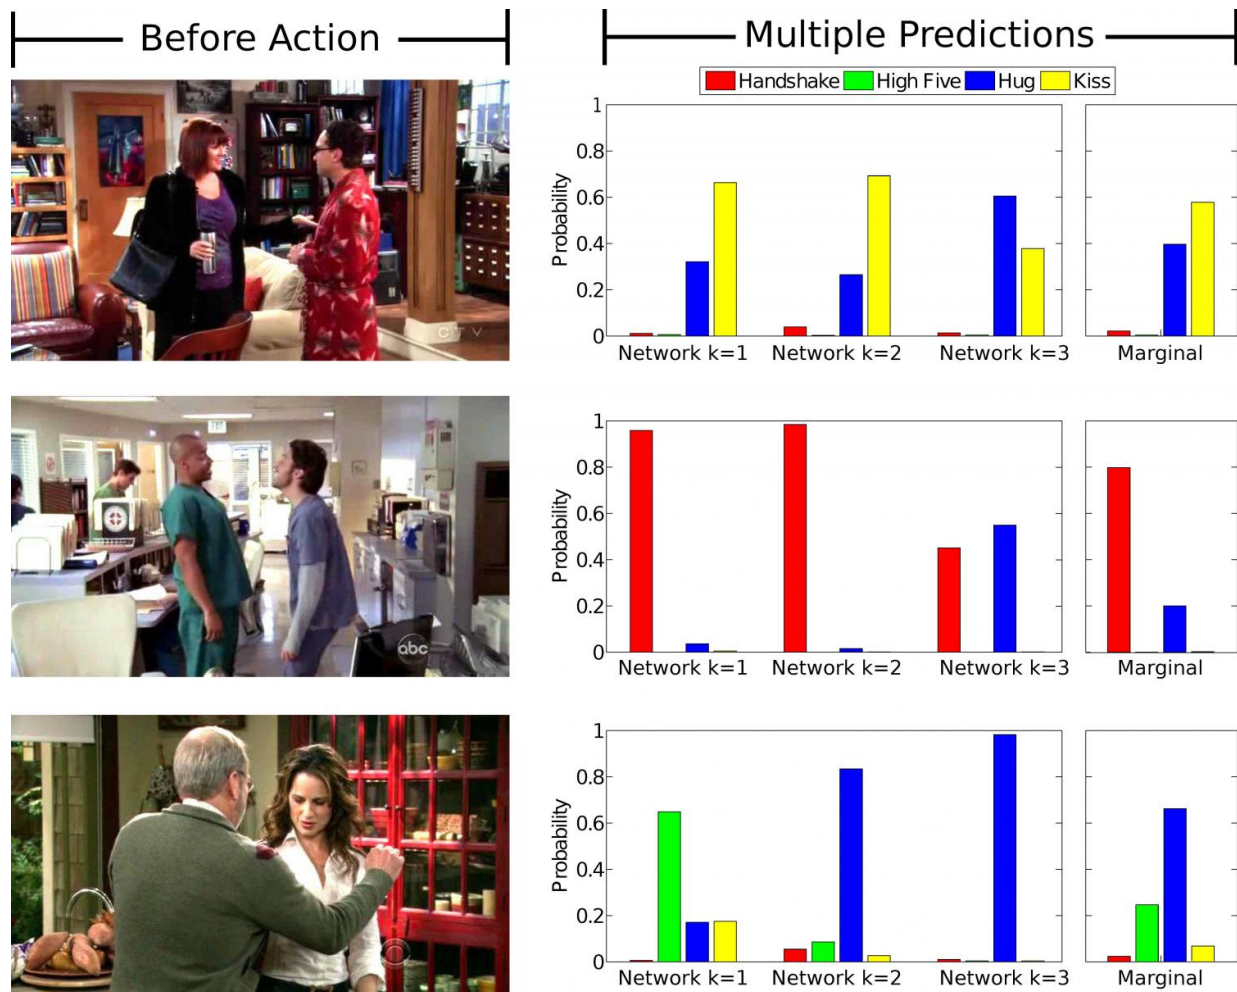 Before Action
Multiple Predictions
Handshake High Five Hug Kiss
1
0.8
0.6
0.4
0.2
0
Probability
Network k=1 Network k=2 Network k=3 Marginal
CTV
1
0.8
0.6
0.4
0.2
0
Probability
Network k=1 Network k=2 Network k=3 Marginal
EXIT
abc
1
0.8
0.6
0.4
0.2
0
Probability
Network k=1 Network k=2 Network k=3 Marginal